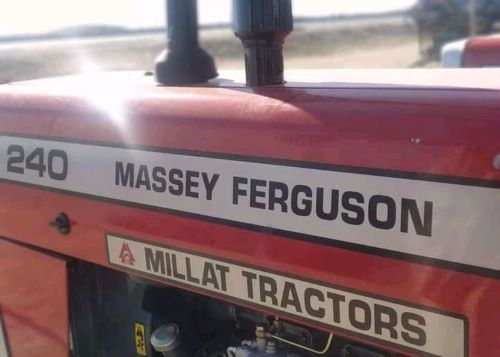 240 MASSEY FERGUSON
MILLAT TRACTORS